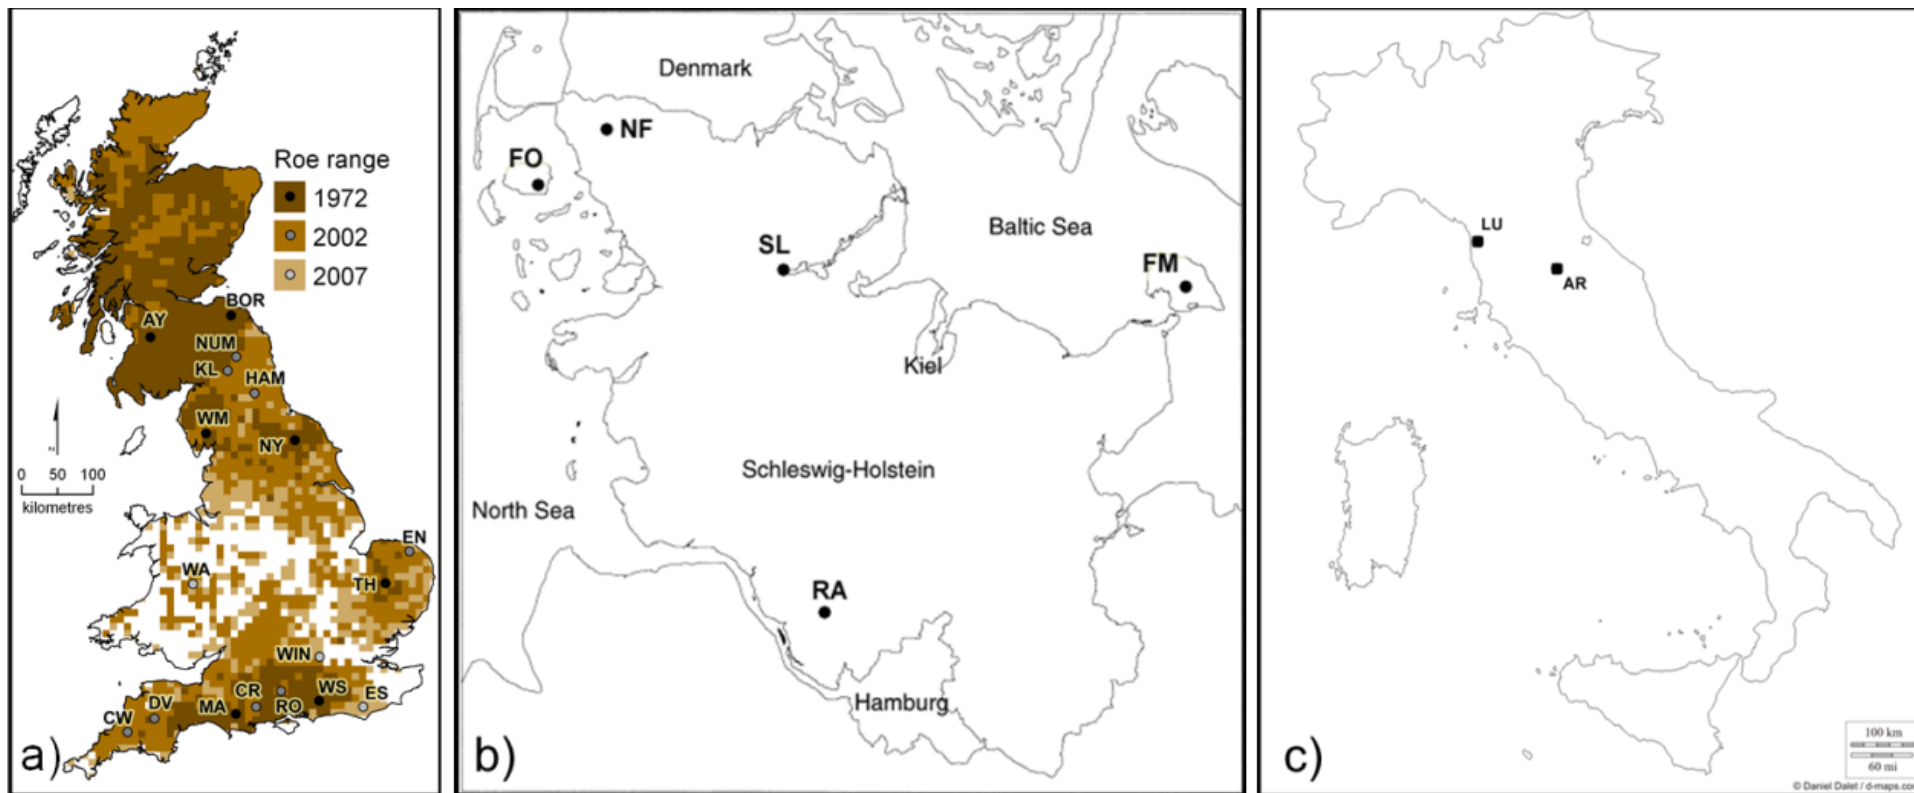 Roe range
1972
2002
2007
BOR
AY
NUM
KL
HAM
WM
NY
z
0 50 100
kilometres
EN
WA
TH
WIN
CR
WS
ES
DV
MA
RO
CW
a)
Denmark
NF
FO
Baltic Sea
SL
FM
Kiel
Schleswig-Holstein
North Sea
RA
Hamburg
b)
LU
AR
c)
100 km
60 mi
© Daniel Dalet / d-maps.com